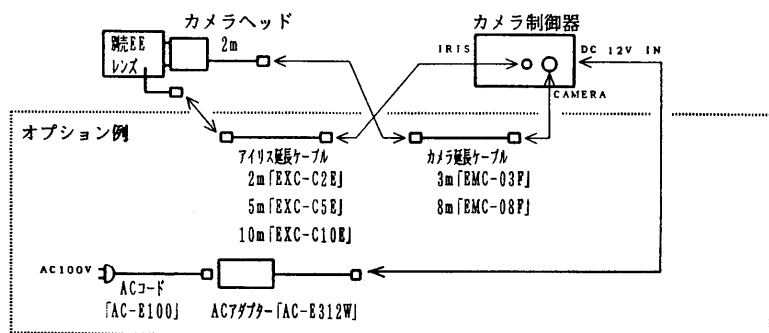 カメラヘッド
カメラ制御器
別売EE
レンズ
2m
IRIS
DC 12V IN
CAMERA
オプション例
アイリス延長ケーブル
2m「EXC-C2E」
5m「EXC-C5E」
10m「EXC-C10E」
カメラ延長ケーブル
3m「EMC-03F」
8m「EMC-08F」
AC100V
ACコード
「AC-E100」
ACアダプター「AC-E312W」